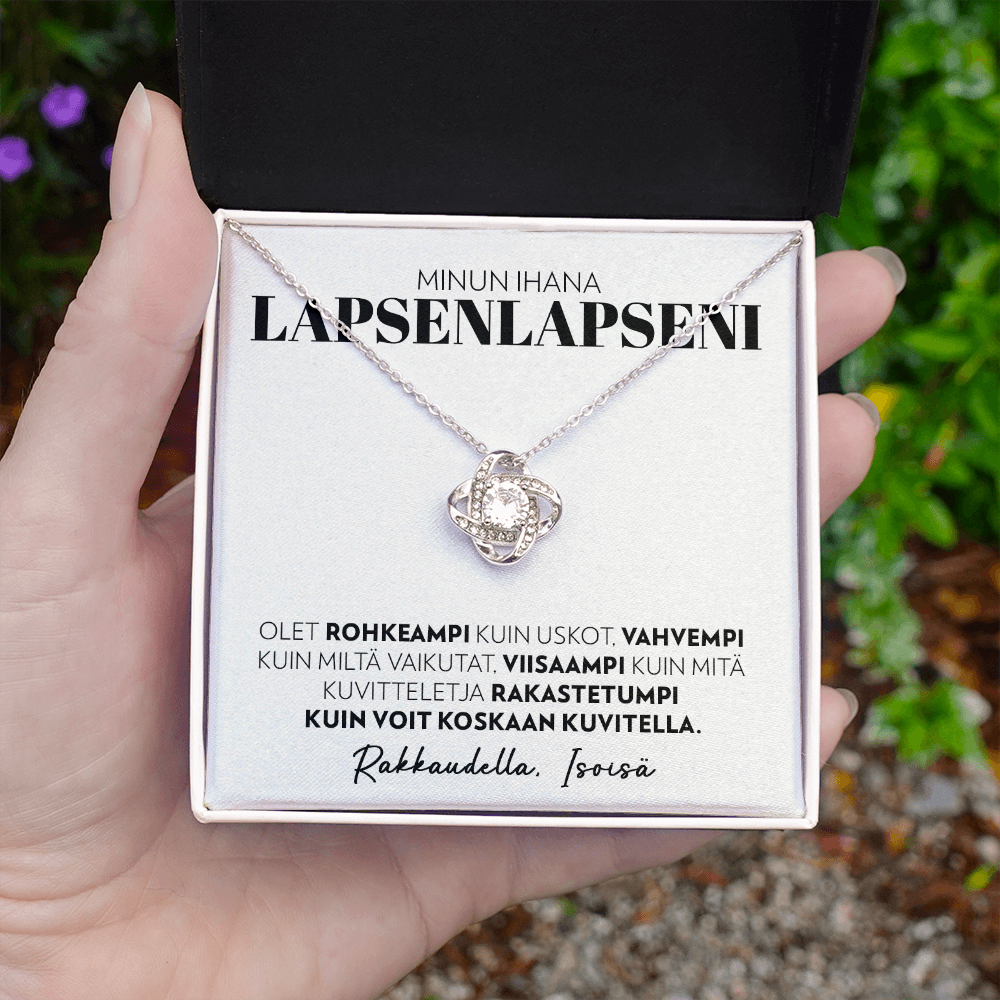 MINUN IHANA
LAPSENLAPSENI
OLET ROHKEAMPI KUIN USKOT, VAHVEMPI
KUIN MILTÄ VAIKUTAT, VIISAAMPI KUIN MITÄ
KUVITTELETJA RAKASTETUMPI
KUIN VOIT KOSKAAN KUVITELLA.
Rakkaudella, Isoisä